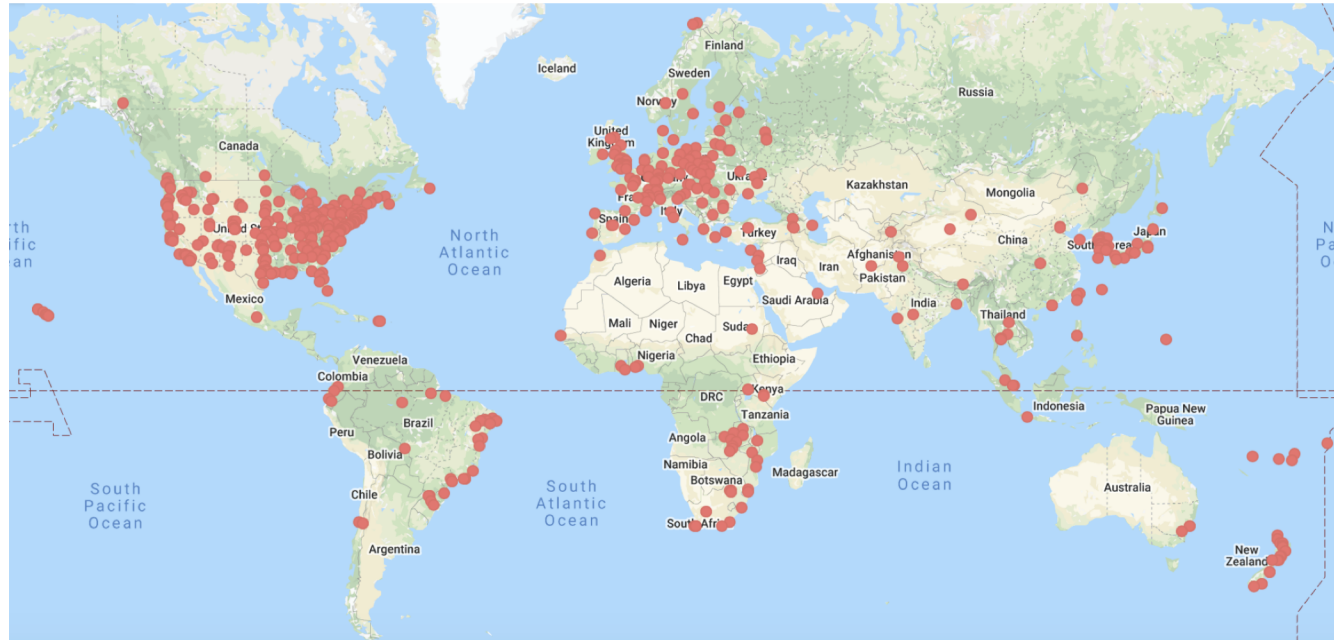 Finland
Iceland
Sweden
Russia
Norway
Canada
United
Kingdom
Ukraine
Kazakhstan
Mongolia
Fra
Italy
Spain
United St
North
Atlantic
Ocean
Turkey
China
South Korea
Japan
Afghanistan
Iraq
Iran
Pakistan
Algeria
Libya
Egypt
Saudi Arabia
India
Mexico
Mali
Niger
Chad
Sudan
Thailand
Nigeria
Ethiopia
Venezuela
Colombia
Kenya
DRC
Tanzania
Indonesia
Papua New
Guinea
Brazil
Peru
Angola
Bolivia
Namibia
Botswana
Madagascar
Indian
Ocean
Australia
South
Pacific
Ocean
Chile
South
Atlantic
Ocean
South Afri
Argentina
New
Zealand